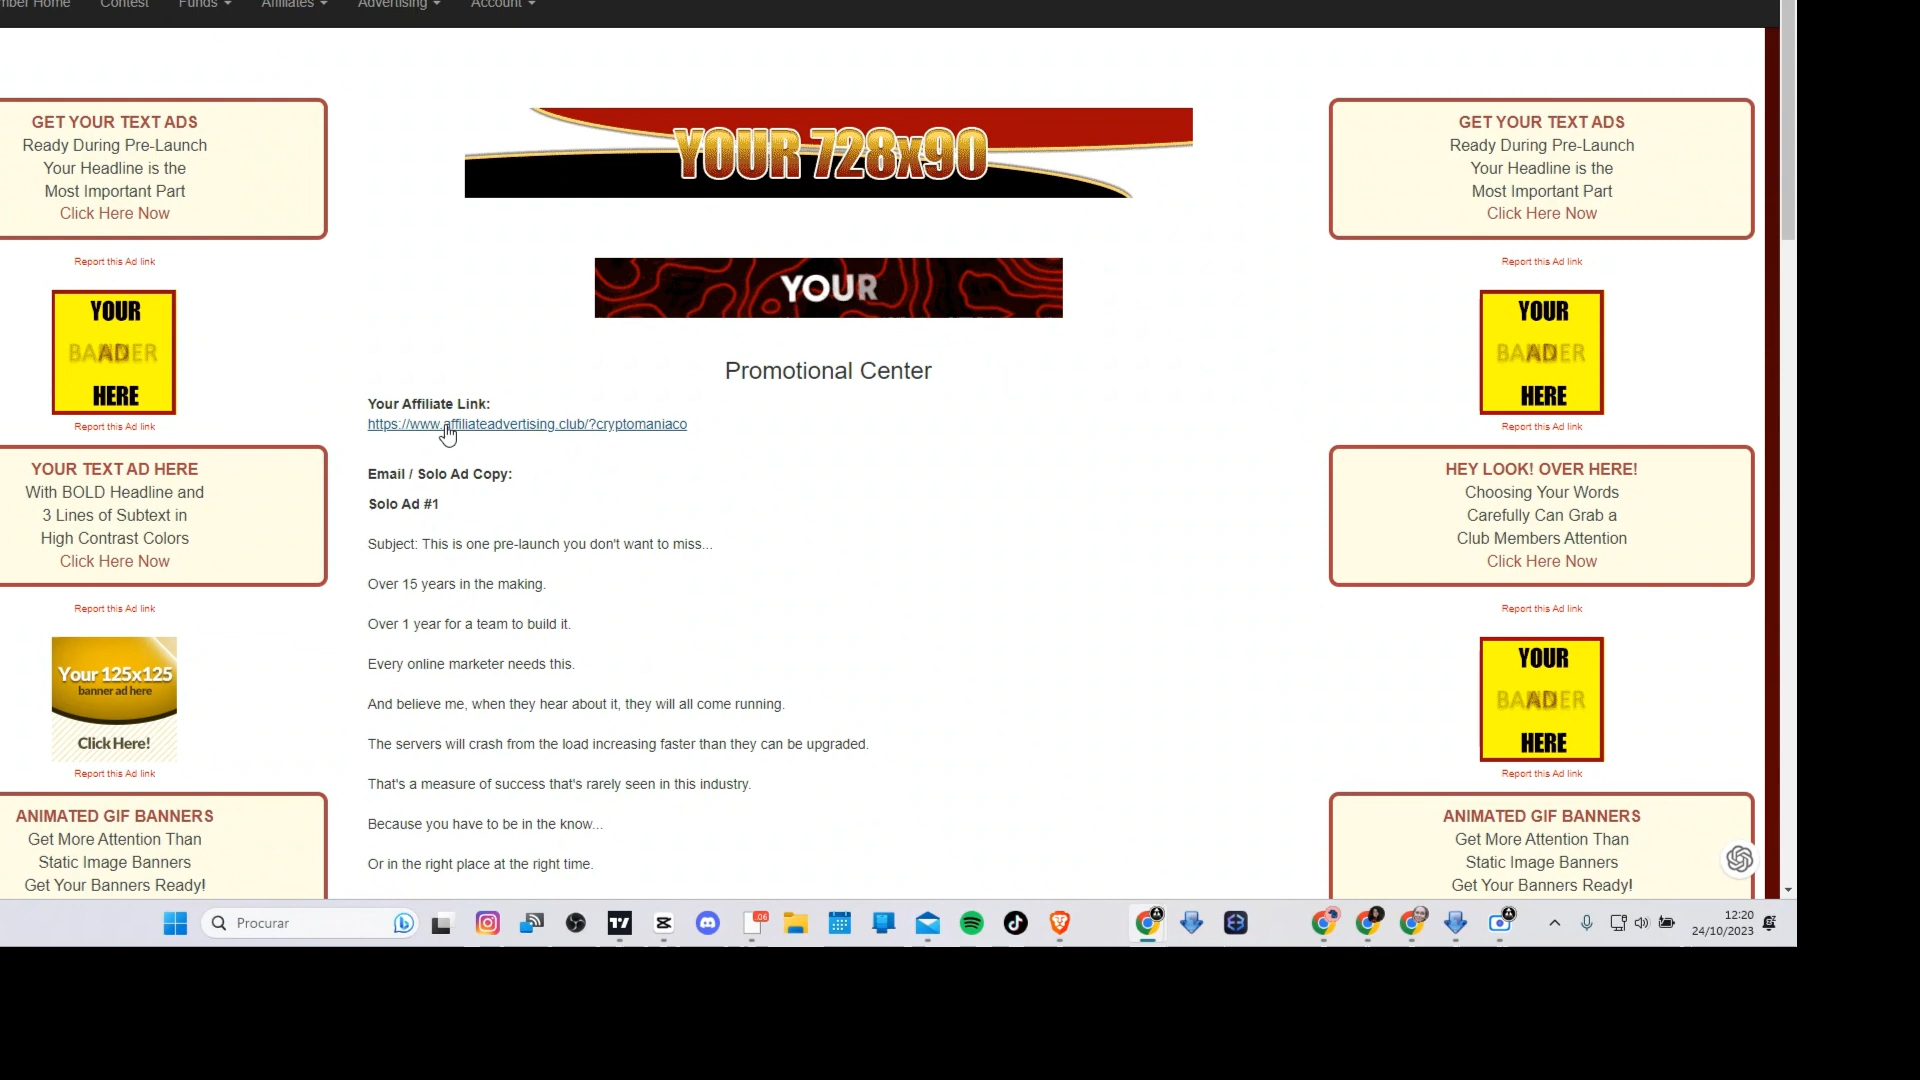 mber Home Contest Funds Affiliates Advertising Account
GET YOUR TEXT ADS
Ready During Pre-Launch
Your Headline is the
Most Important Part
Click Here Now
Report this Ad link
YOUR
BANNER
AD
HERE
Report this Ad link
YOUR TEXT AD HERE
With BOLD Headline and
3 Lines of Subtext in
High Contrast Colors
Click Here Now
Report this Ad link
Your 125x125
banner ad here
Click Here!
Report this Ad link
ANIMATED GIF BANNERS
Get More Attention Than
Static Image Banners
Get Your Banners Ready!
YOUR 728x90
YOUR
Promotional Center
Your Affiliate Link:
https://www.affiliateadvertising.club/?cryptomaniaco
Email / Solo Ad Copy:
Solo Ad #1
Subject: This is one pre-launch you don't want to miss...
Over 15 years in the making.
Over 1 year for a team to build it.
Every online marketer needs this.
And believe me, when they hear about it, they will all come running.
The servers will crash from the load increasing faster than they can be upgraded.
That's a measure of success that's rarely seen in this industry.
Because you have to be in the know...
Or in the right place at the right time.
GET YOUR TEXT ADS
Ready During Pre-Launch
Your Headline is the
Most Important Part
Click Here Now
Report this Ad link
YOUR
BANNER
AD
HERE
Report this Ad link
HEY LOOK! OVER HERE!
Choosing Your Words
Carefully Can Grab a
Club Members Attention
Click Here Now
Report this Ad link
YOUR
BANNER
AD
HERE
Report this Ad link
ANIMATED GIF BANNERS
Get More Attention Than
Static Image Banners
Get Your Banners Ready!
Procurar
.06
12:20
24/10/2023